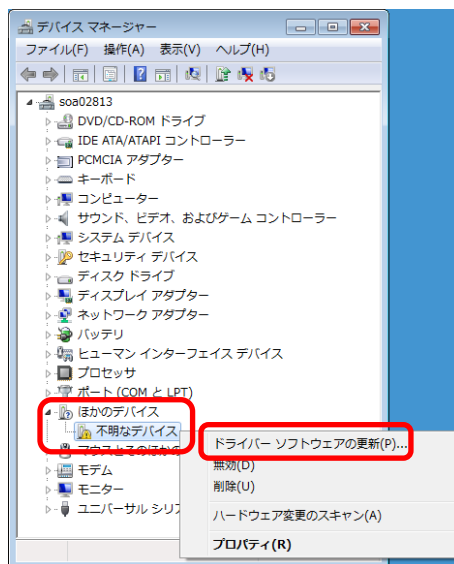 デバイス マネージャー
ファイル(F) 操作(A) 表示(V) ヘルプ(H)
soa02813
DVD/CD-ROM ドライブ
IDE ATA/ATAPI コントローラー
PCMCIA アダプター
キーボード
コンピューター
サウンド、ビデオ、およびゲーム コントローラー
システム デバイス
セキュリティ デバイス
ディスク ドライブ
ディスプレイ アダプター
ネットワーク アダプター
バッテリ
ヒューマン インターフェイス デバイス
プロセッサ
ポート (COM と LPT)
ほかのデバイス
不明なデバイス
マウスとそのほかの
モデム
モニター
ユニバーサル シリア
ドライバー ソフトウェアの更新(P)...
無効(D)
削除(U)
ハードウェア変更のスキャン(A)
プロパティ(R)